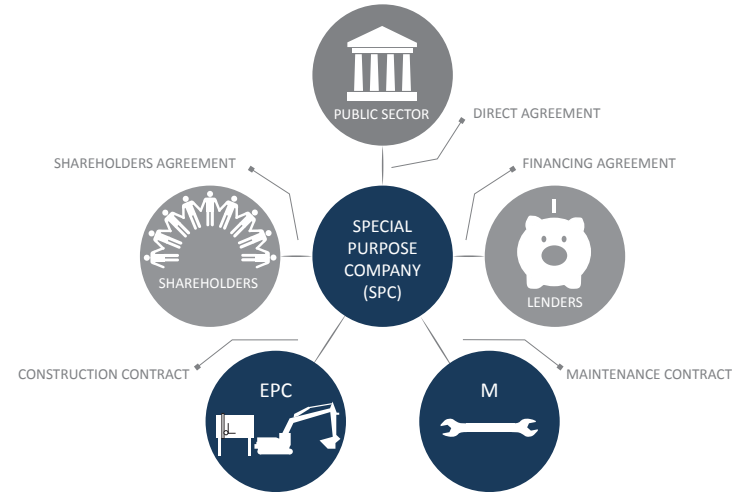 PUBLIC SECTOR
DIRECT AGREEMENT
SHAREHOLDERS AGREEMENT
FINANCING AGREEMENT
SPECIAL
PURPOSE
COMPANY
(SPC)
SHAREHOLDERS
LENDERS
CONSTRUCTION CONTRACT
MAINTENANCE CONTRACT
EPC
M